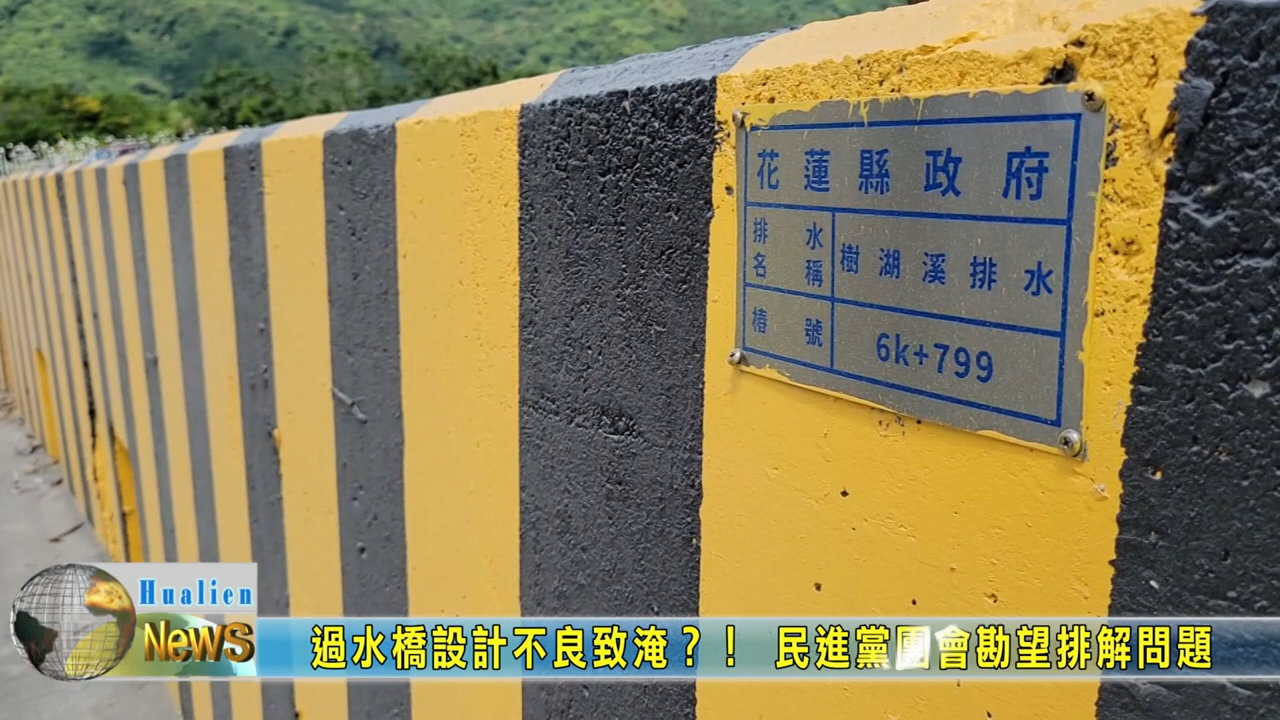 花蓮縣政府
排水名稱 樹湖溪排水
樁號 6k+799
Hualien
News
過水橋設計不良致淹？！ 民進黨團會勘望排解問題